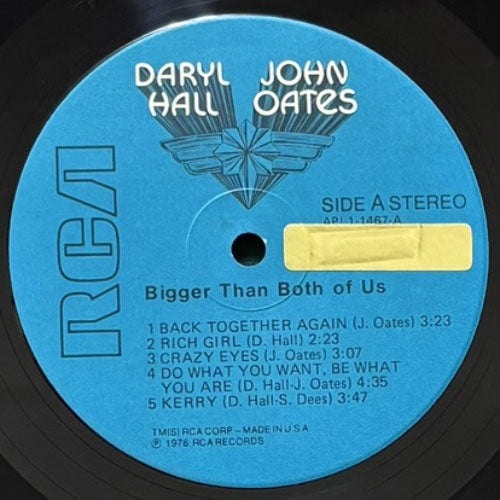 DARYL JOHN
HALL OATES
RCA
SIDE A STEREO
APL1-1467-A
Bigger Than Both of Us
1 BACK TOGETHER AGAIN (J. Oates) 3:23
2 RICH GIRL (D. Hall) 2:23
3 CRAZY EYES (J. Oates) 3:07
4 DO WHAT YOU WANT, BE WHAT
YOU ARE (D. Hall-J. Oates) 4:35
5 KERRY (D. Hall-S. Dees) 3:47
TM(S) RCA CORP–MADE IN U.S.A
℗ 1976 RCA RECORDS